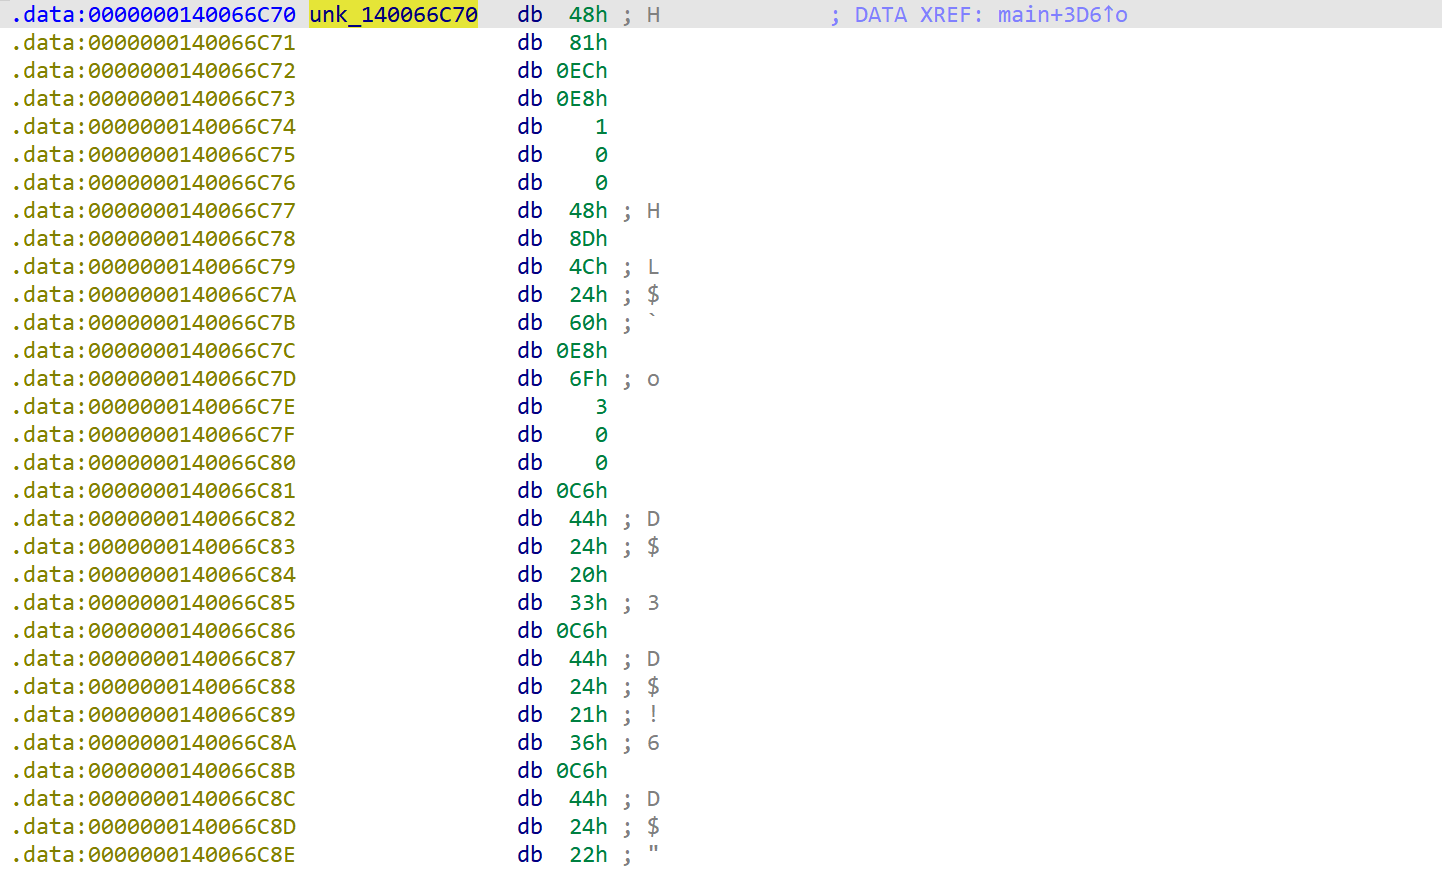 .data:0000000140066C70 unk_140066C70 db 48h ; H ; DATA XREF: main+3D6↑o
.data:0000000140066C71 db 81h
.data:0000000140066C72 db 0ECh
.data:0000000140066C73 db 0E8h
.data:0000000140066C74 db 1
.data:0000000140066C75 db 0
.data:0000000140066C76 db 0
.data:0000000140066C77 db 48h ; H
.data:0000000140066C78 db 8Dh
.data:0000000140066C79 db 4Ch ; L
.data:0000000140066C7A db 24h ; $
.data:0000000140066C7B db 60h ; `
.data:0000000140066C7C db 0E8h
.data:0000000140066C7D db 6Fh ; o
.data:0000000140066C7E db 3
.data:0000000140066C7F db 0
.data:0000000140066C80 db 0
.data:0000000140066C81 db 0C6h
.data:0000000140066C82 db 44h ; D
.data:0000000140066C83 db 24h ; $
.data:0000000140066C84 db 20h
.data:0000000140066C85 db 33h ; 3
.data:0000000140066C86 db 0C6h
.data:0000000140066C87 db 44h ; D
.data:0000000140066C88 db 24h ; $
.data:0000000140066C89 db 21h ; !
.data:0000000140066C8A db 36h ; 6
.data:0000000140066C8B db 0C6h
.data:0000000140066C8C db 44h ; D
.data:0000000140066C8D db 24h ; $
.data:0000000140066C8E db 22h ; "